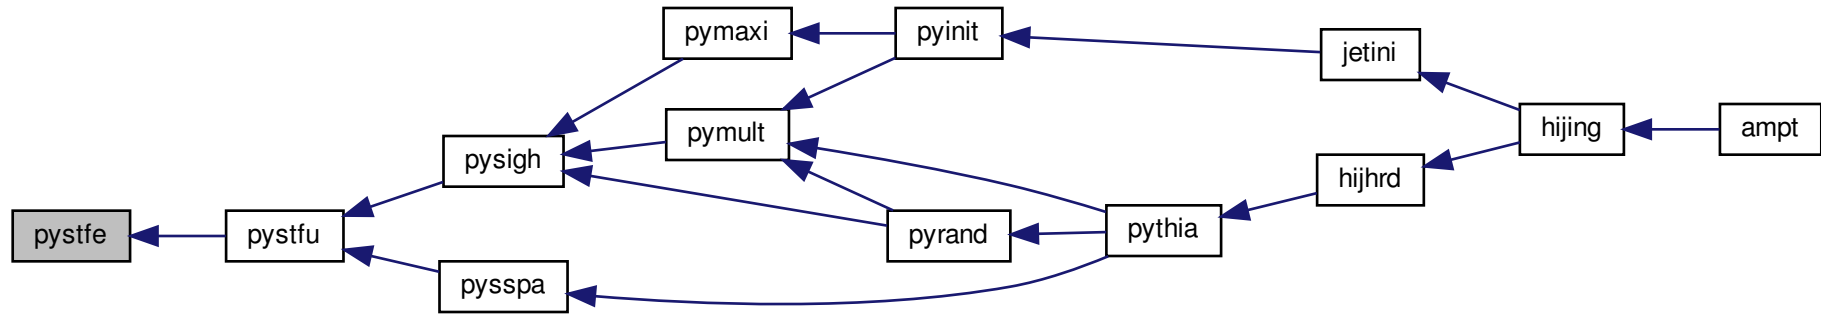 pystfe
pystfu
pysigh
pysspa
pymaxi
pymult
pyinit
pyrand
pythia
jetini
hijhrd
hijing
ampt